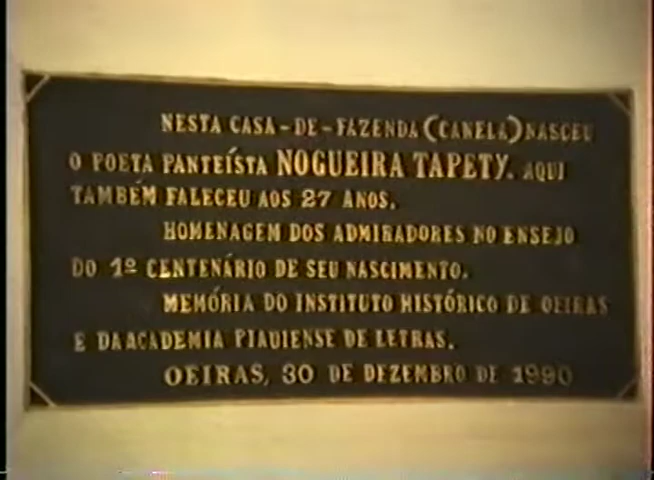 NESTA CASA-DE-FAZENDA (CANELA) NASCEU
O POETA PANTEÍSTA NOGUEIRA TAPETY. AQUI
TAMBÉM FALECEU AOS 27 ANOS.
HOMENAGEM DOS ADMIRADORES NO ENSEJO
DO 1º CENTENÁRIO DE SEU NASCIMENTO.
MEMÓRIA DO INSTITUTO HISTÓRICO DE OEIRAS
E DA ACADEMIA PIAUIENSE DE LETRAS.
OEIRAS, 30 DE DEZEMBRO DE 1990